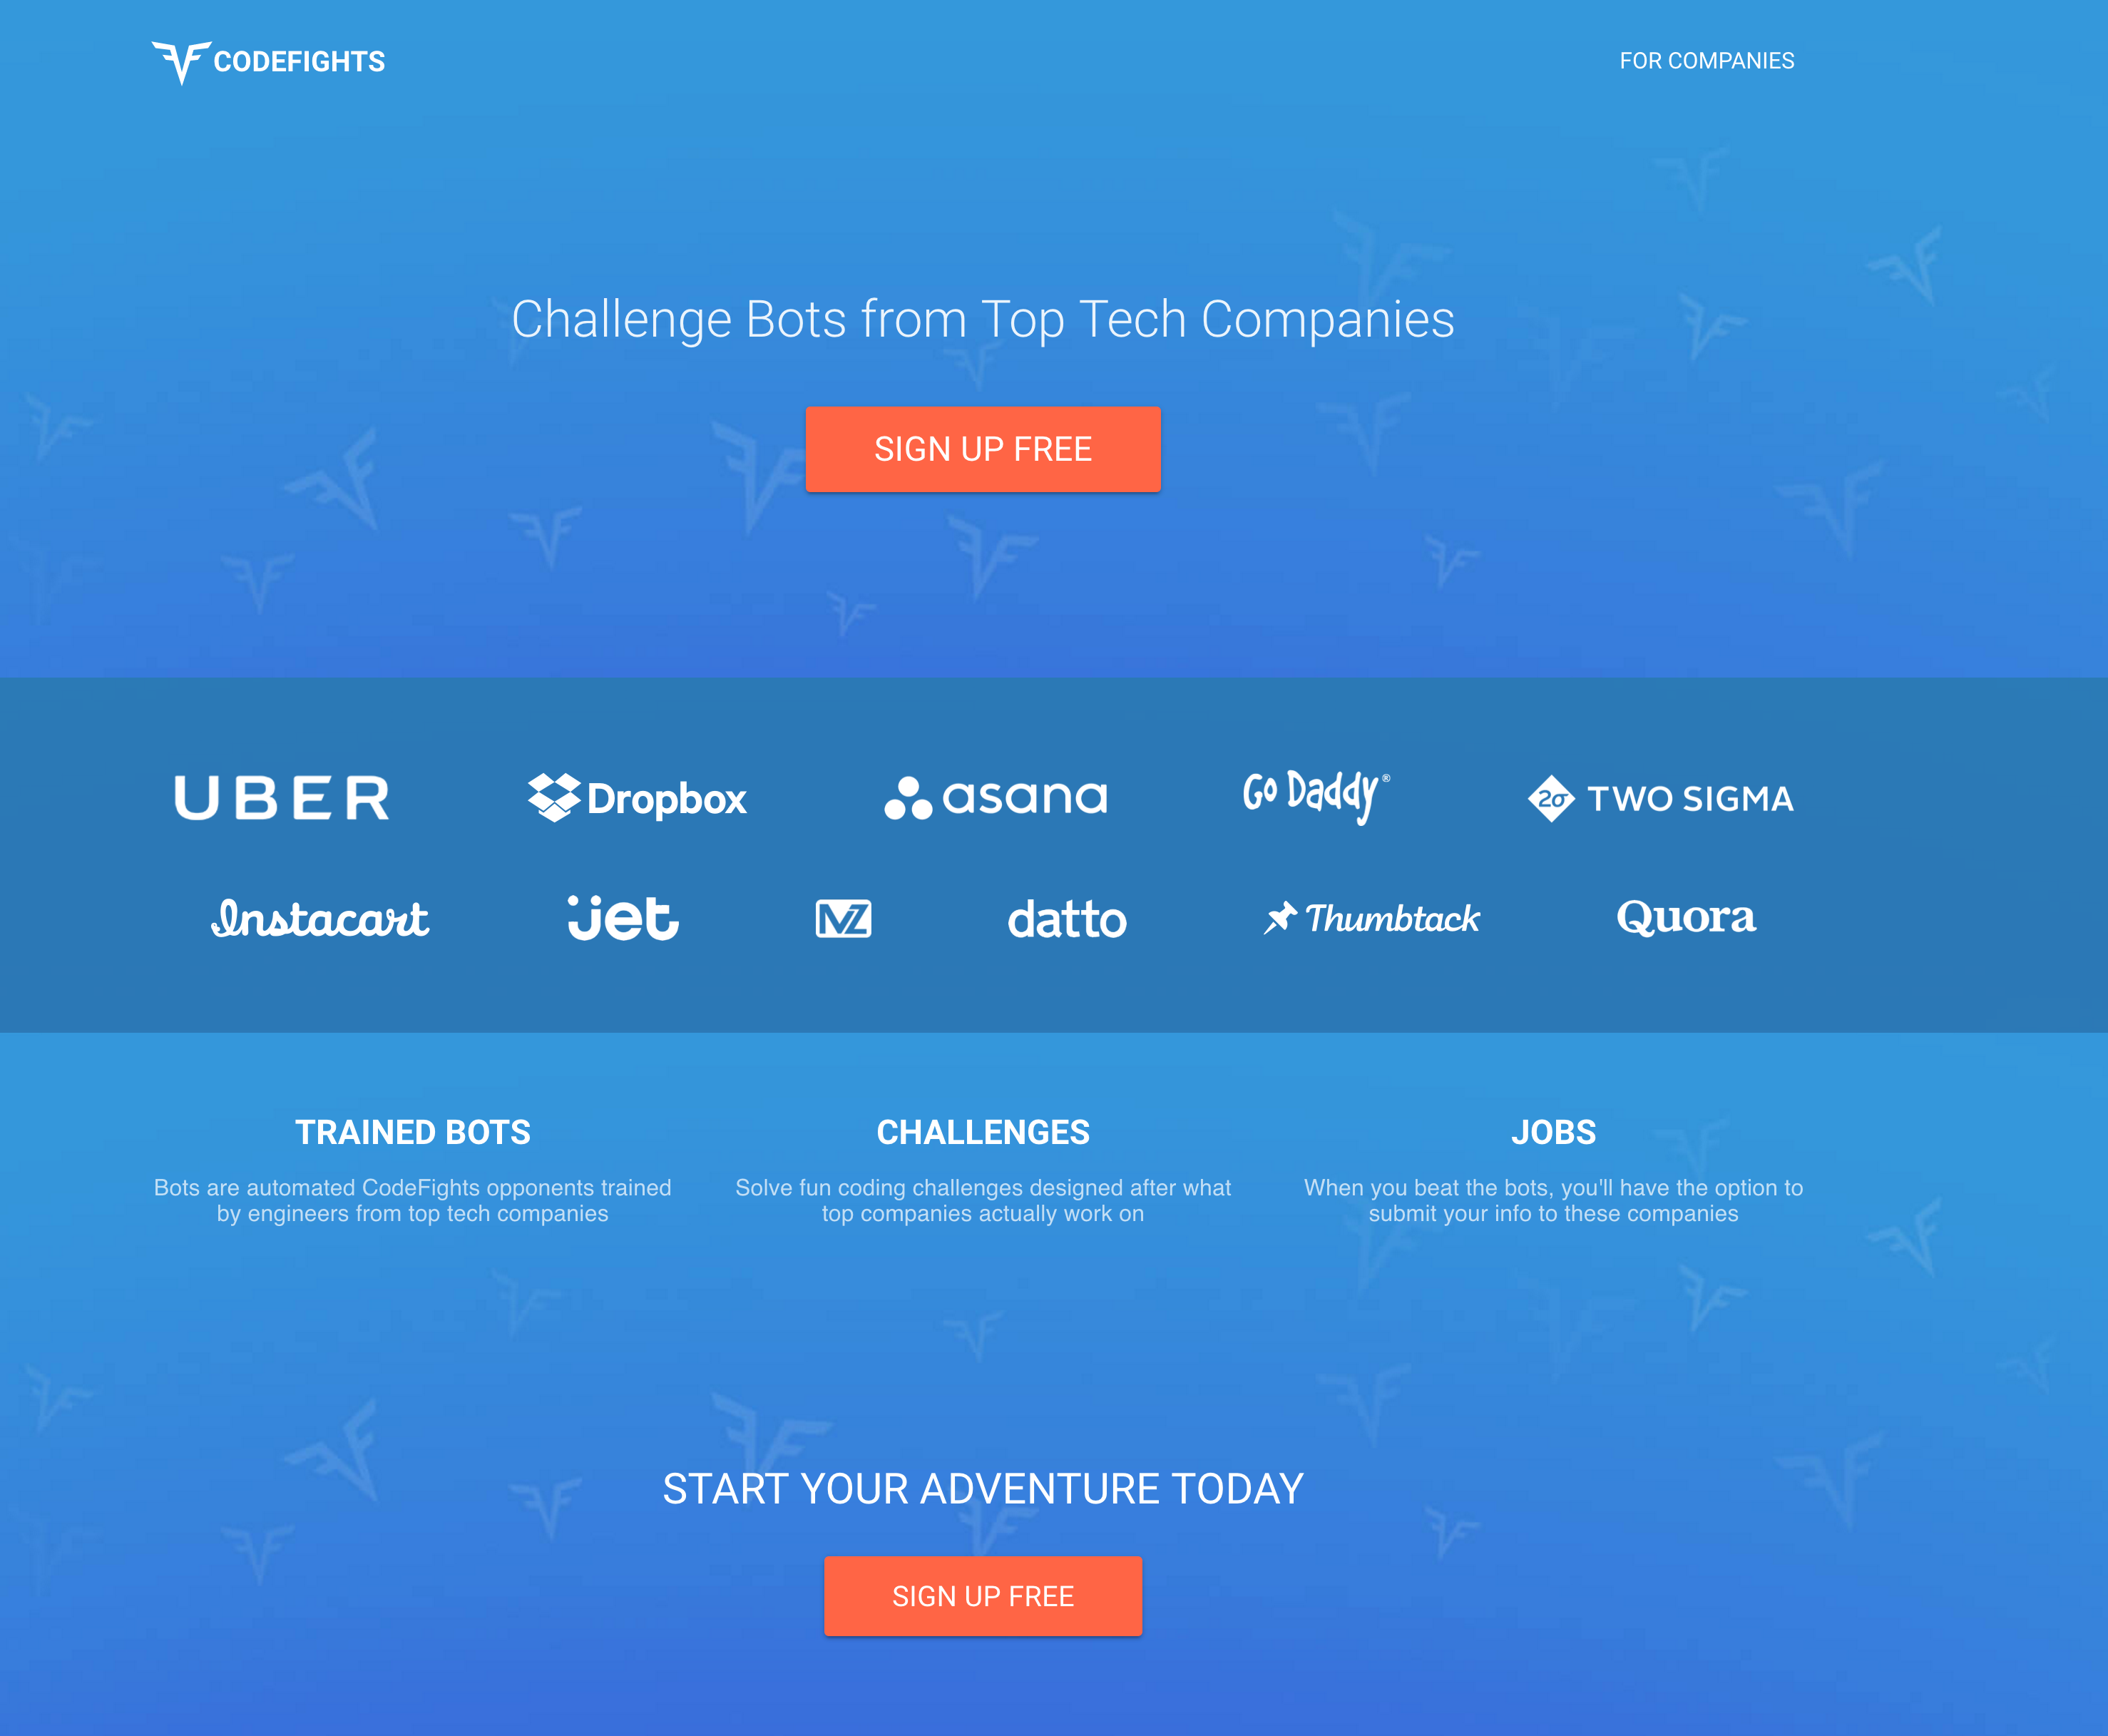 CODEFIGHTS
FOR COMPANIES
Challenge Bots from Top Tech Companies
SIGN UP FREE
UBER
Dropbox
asana
GoDaddy®
2σ TWO SIGMA
Instacart
jet
MZ
datto
Thumbtack
Quora
TRAINED BOTS
Bots are automated CodeFights opponents trained
by engineers from top tech companies
CHALLENGES
Solve fun coding challenges designed after what
top companies actually work on
JOBS
When you beat the bots, you'll have the option to
submit your info to these companies
START YOUR ADVENTURE TODAY
SIGN UP FREE